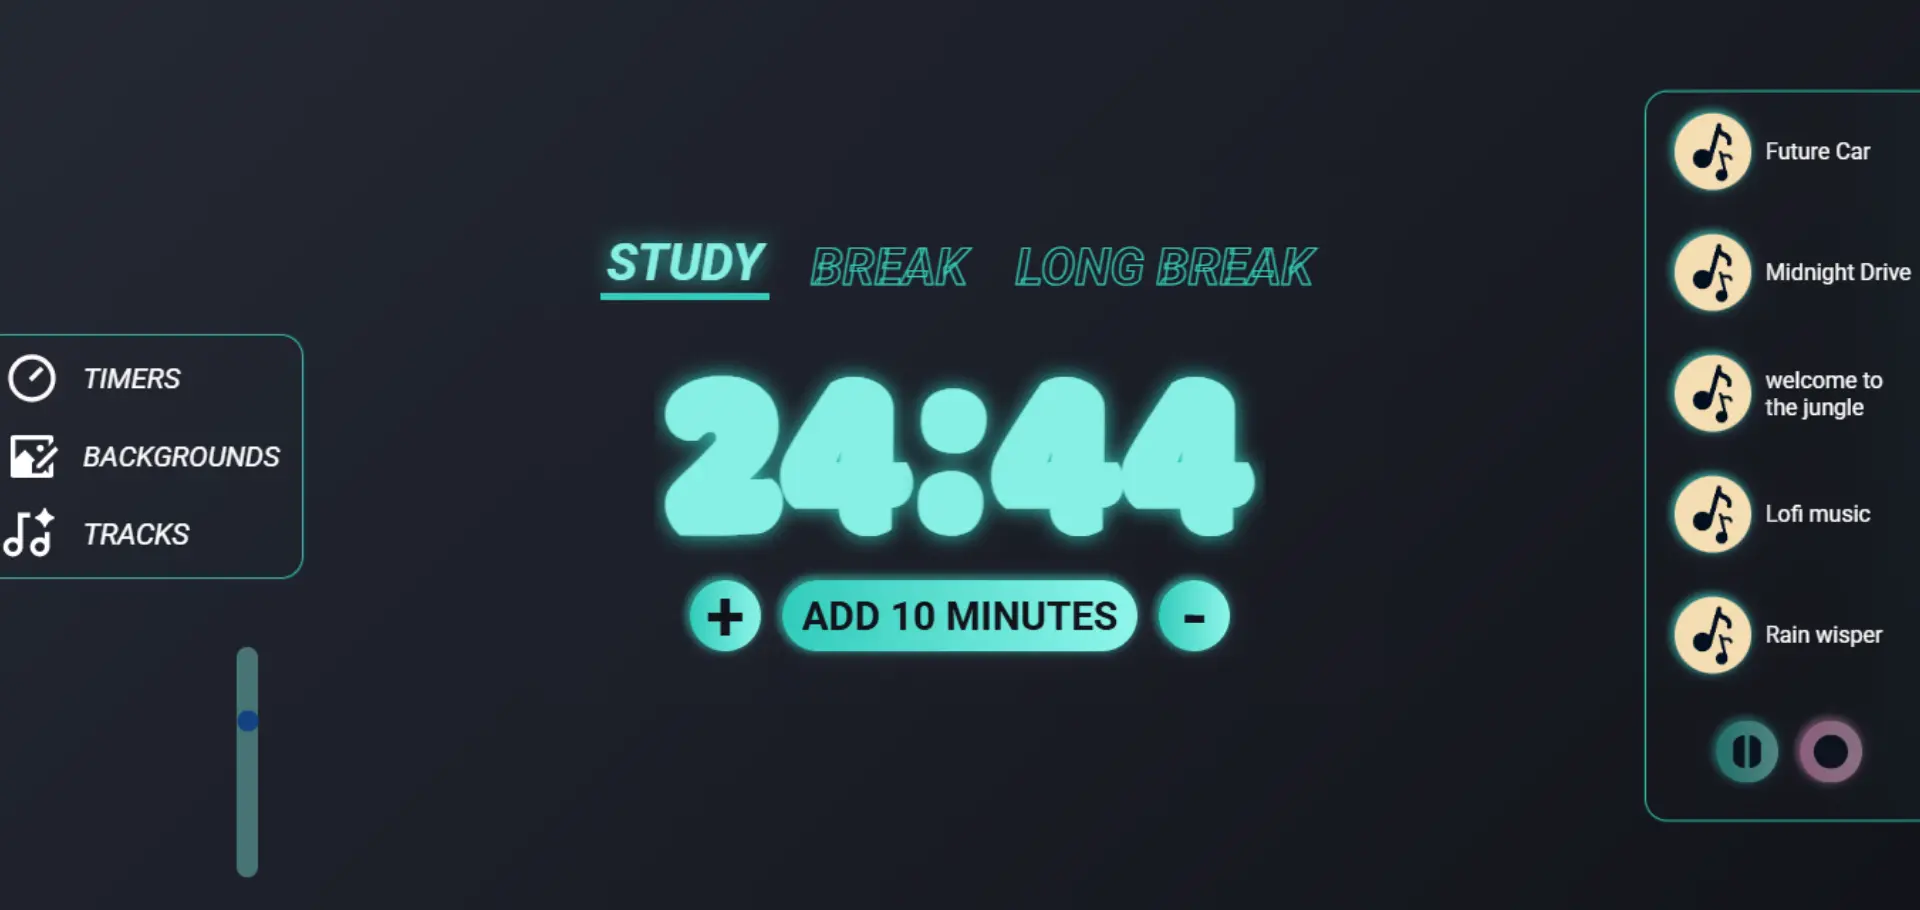 STUDY BREAK LONG BREAK
24:44
+ ADD 10 MINUTES -
TIMERS
BACKGROUNDS
TRACKS
Future Car
Midnight Drive
welcome to
the jungle
Lofi music
Rain wisper